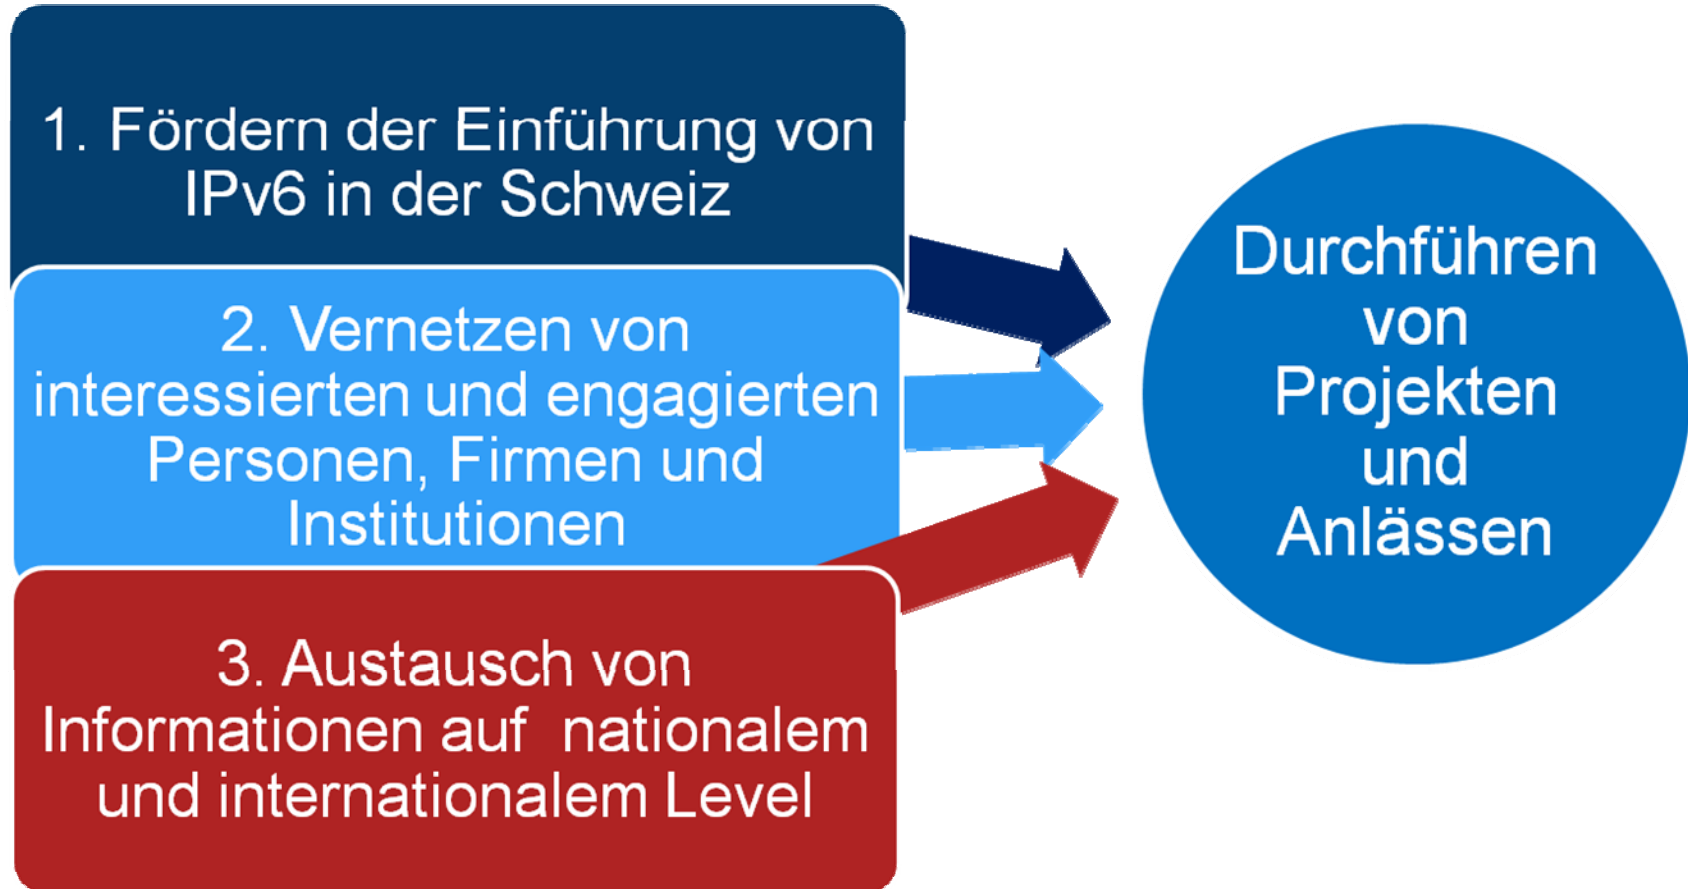 1. Fördern der Einführung von
IPv6 in der Schweiz
2. Vernetzen von
interessierten und engagierten
Personen, Firmen und
Institutionen
3. Austausch von
Informationen auf  nationalem
und internationalem Level
Durchführen
von
Projekten
und
Anlässen